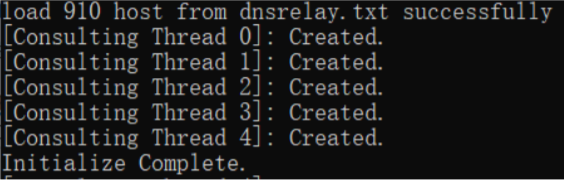 load 910 host from dnsrelay.txt successfully
[Consulting Thread 0]: Created.
[Consulting Thread 1]: Created.
[Consulting Thread 2]: Created.
[Consulting Thread 3]: Created.
[Consulting Thread 4]: Created.
Initialize Complete.